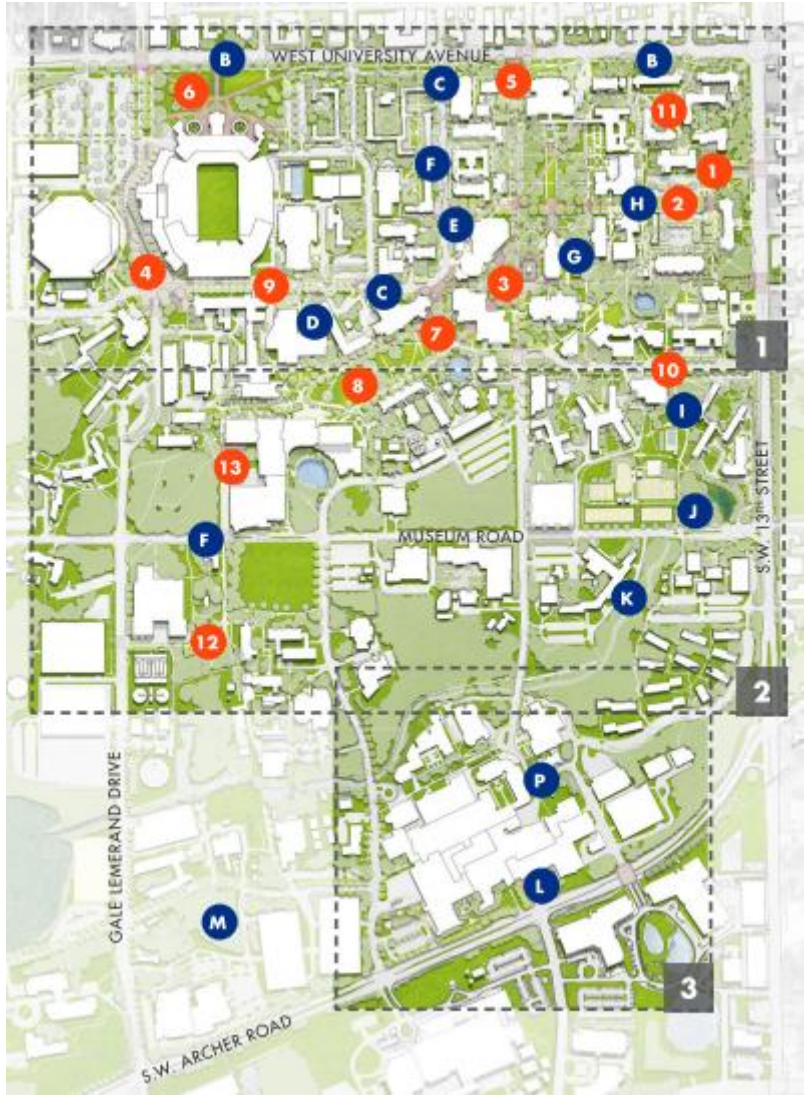 B
WEST UNIVERSITY AVENUE
B
C
5
6
11
F
1
H
2
E
G
4
9
C
3
D
7
1
10
8
I
13
J
S.W. 13TH STREET
F
MUSEUM ROAD
K
12
2
P
GALE LEMERAND DRIVE
L
M
3
S.W. ARCHER ROAD